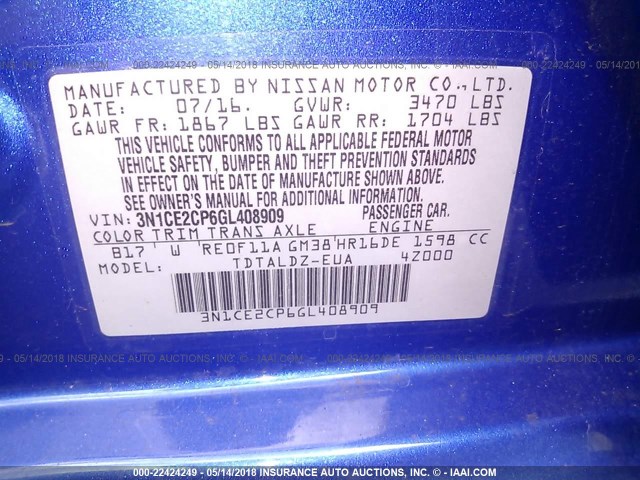 MANUFACTURED BY NISSAN MOTOR CO.,LTD.
DATE: 07/16. GVWR: 3470 LBS
GAWR FR: 1867 LBS GAWR RR: 1704 LBS
THIS VEHICLE CONFORMS TO ALL APPLICABLE FEDERAL MOTOR
VEHICLE SAFETY, BUMPER AND THEFT PREVENTION STANDARDS
IN EFFECT ON THE DATE OF MANUFACTURE SHOWN ABOVE.
SEE OWNER'S MANUAL FOR ADDITIONAL INFORMATION.
VIN: 3N1CE2CP6GL408909 PASSENGER CAR.
COLOR TRIM TRANS AXLE ENGINE
B17 W RE0F11A GM38 HR16DE 1598 CC
MODEL: TDTALDZ-EUA 4Z000
3N1CE2CP6GL408909
000-22424249 - 05/14/2018 INSURANCE AUTO AUCTIONS INC. - © - IAAI.COM